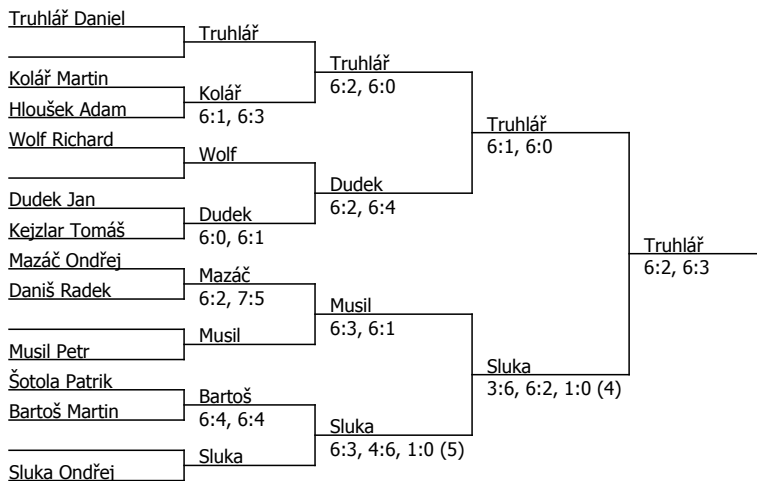 Truhlář Daniel
Kolář Martin
Hloušek Adam
Wolf Richard
Dudek Jan
Kejzlar Tomáš
Mazáč Ondřej
Daniš Radek
Musil Petr
Šotola Patrik
Bartoš Martin
Sluka Ondřej
Truhlář
Kolář
6:1, 6:3
Wolf
Dudek
6:0, 6:1
Mazáč
6:2, 7:5
Musil
Bartoš
6:4, 6:4
Sluka
Truhlář
6:2, 6:0
Dudek
6:2, 6:4
Musil
6:3, 6:1
Sluka
6:3, 4:6, 1:0 (5)
Truhlář
6:1, 6:0
Sluka
3:6, 6:2, 1:0 (4)
Truhlář
6:2, 6:3